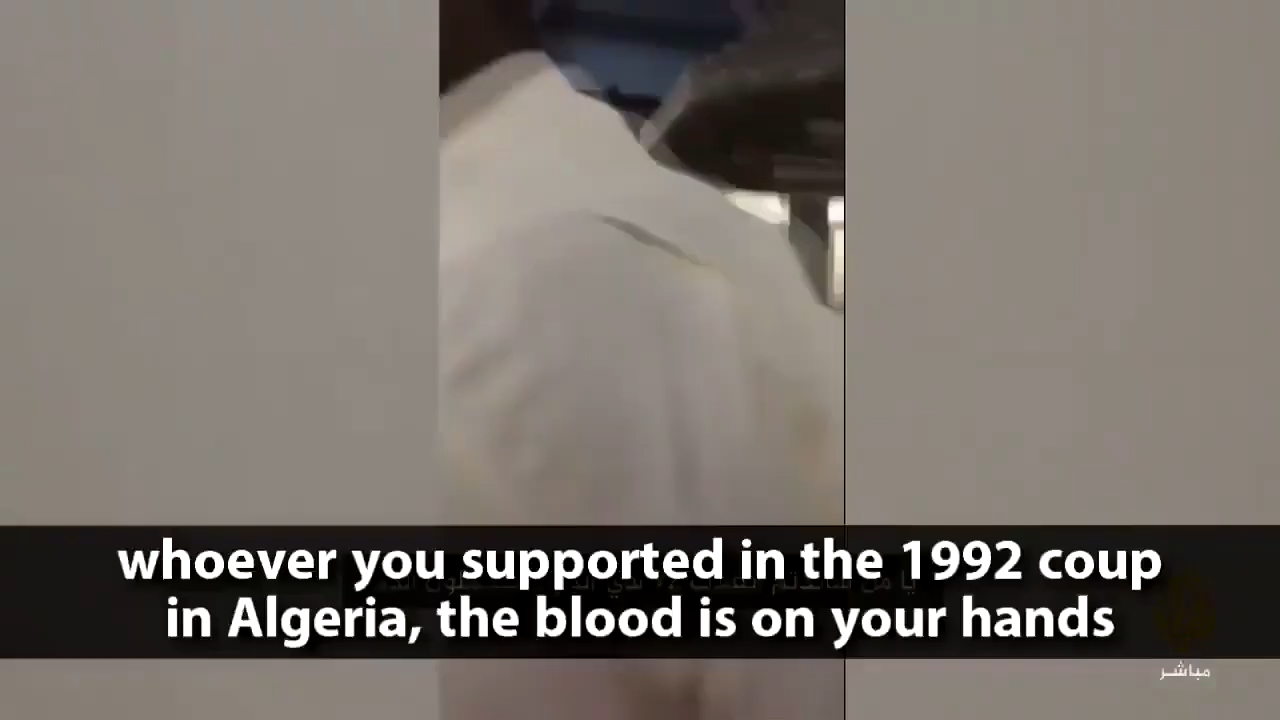 whoever you supported in the 1992 coup
in Algeria, the blood is on your hands
مباشر